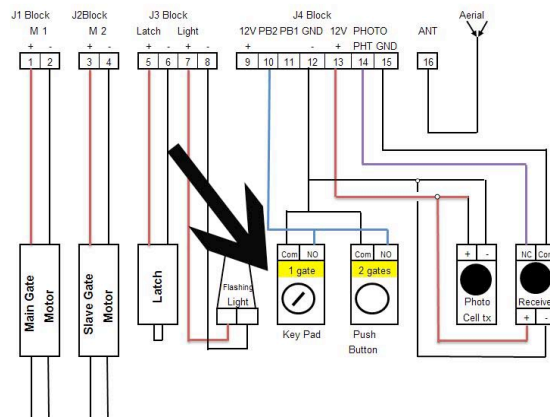 J1 Block J2Block J3 Block J4 Block Aerial
M 1 M 2 Latch Light 12V PB2 PB1 GND 12V PHOTO ANT
+ - + - + - + - + - + PHT GND
1 2 3 4 5 6 7 8 9 10 11 12 13 14 15 16
Com NO Com NO + - NC Com
Main Gate Motor
Slave Gate Motor
Latch
Flashing
Light
1 gate
2 gates
Key Pad
Push
Button
Photo
Cell tx
Receive
+ -